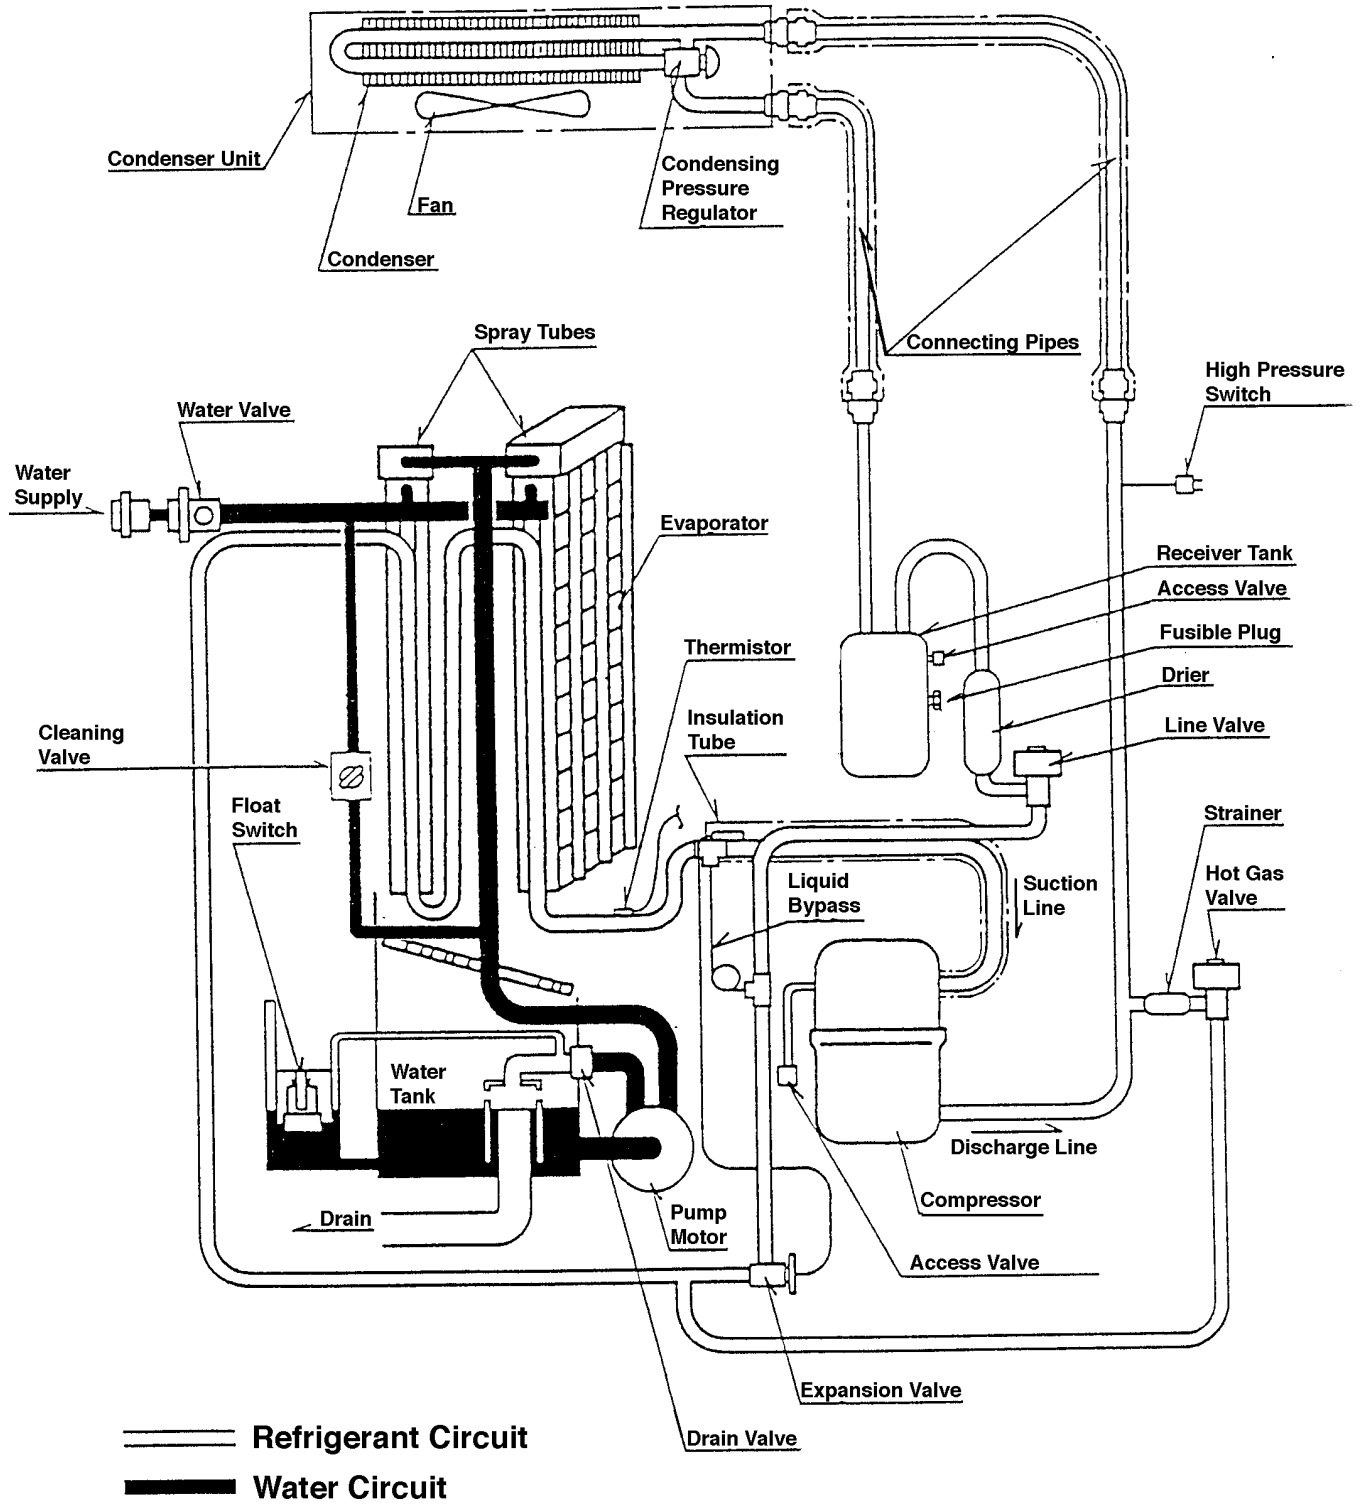 Condenser Unit
Fan
Condenser
Condensing
Pressure
Regulator
Connecting Pipes
Spray Tubes
High Pressure
Switch
Water Valve
Water
Supply
Evaporator
Receiver Tank
Access Valve
Fusible Plug
Thermistor
Drier
Insulation
Tube
Line Valve
Cleaning
Valve
Float
Switch
Strainer
Hot Gas
Valve
Liquid
Bypass
Suction
Line
Water
Tank
Discharge Line
Compressor
Drain
Pump
Motor
Access Valve
Expansion Valve
Drain Valve
Refrigerant Circuit
Water Circuit